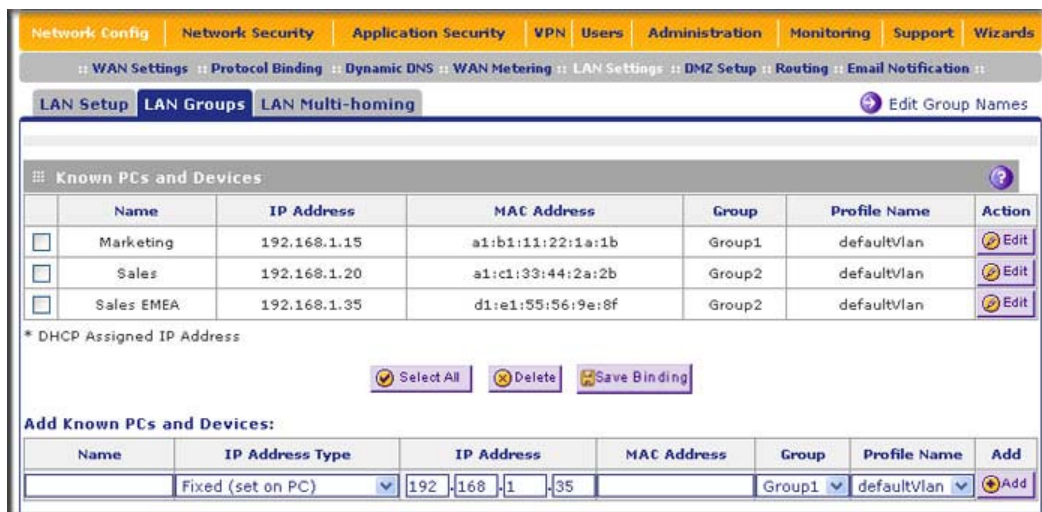 Network Config Network Security Application Security VPN Users Administration Monitoring Support Wizards
:: WAN Settings :: Protocol Binding :: Dynamic DNS :: WAN Metering :: LAN Settings :: DMZ Setup :: Routing :: Email Notification ::
LAN Setup LAN Groups LAN Multi-homing Edit Group Names
Known PCs and Devices ?
Name IP Address MAC Address Group Profile Name Action
Marketing 192.168.1.15 a1:b1:11:22:1a:1b Group1 defaultVlan Edit
Sales 192.168.1.20 a1:c1:33:44:2a:2b Group2 defaultVlan Edit
Sales EMEA 192.168.1.35 d1:e1:55:56:9e:8f Group2 defaultVlan Edit
* DHCP Assigned IP Address
Select All Delete Save Binding
Add Known PCs and Devices:
Name IP Address Type IP Address MAC Address Group Profile Name Add
Fixed (set on PC) 192 .168 .1 .35 Group1 defaultVlan Add